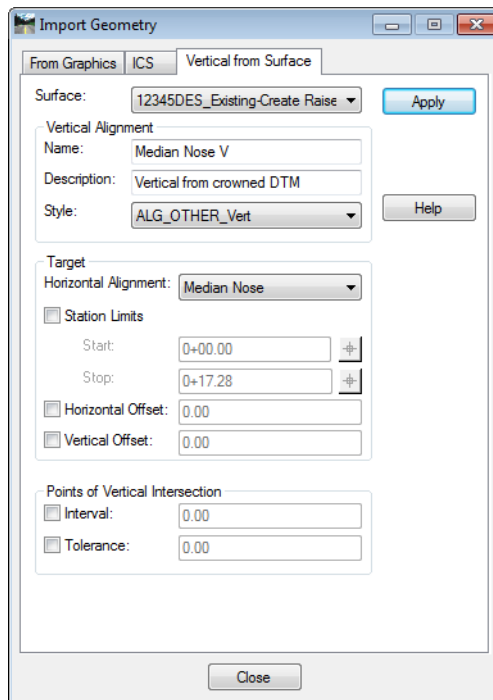 Import Geometry
From Graphics ICS Vertical from Surface
Surface: 12345DES_Existing-Create Raise Apply
Vertical Alignment
Name: Median Nose V
Description: Vertical from crowned DTM
Style: ALG_OTHER_Vert Help
Target
Horizontal Alignment: Median Nose
Station Limits
Start: 0+00.00
Stop: 0+17.28
Horizontal Offset: 0.00
Vertical Offset: 0.00
Points of Vertical Intersection
Interval: 0.00
Tolerance: 0.00
Close